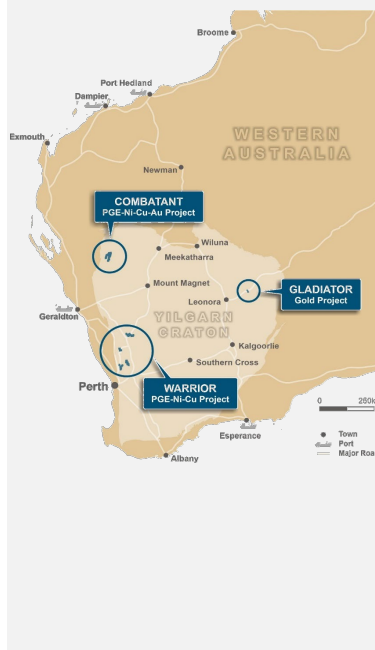 Broome
Port Hedland
Dampier
WESTERN
AUSTRALIA
Exmouth
Newman
COMBATANT
PGE-Ni-Cu-Au Project
Wiluna
Meekatharra
Mount Magnet
GLADIATOR
Gold Project
Leonora
Geraldton
YILGARN
CRATON
Kalgoorlie
Southern Cross
Perth
WARRIOR
PGE-Ni-Cu Project
0 250k
Esperance
Town
Port
Major Roa
Albany